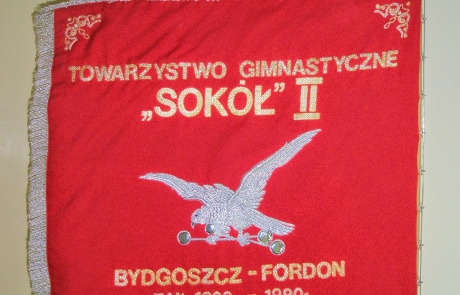 TOWARZYSTWO GIMNASTYCZNE
„SOKÓŁ” II
BYDGOSZCZ – FORDON